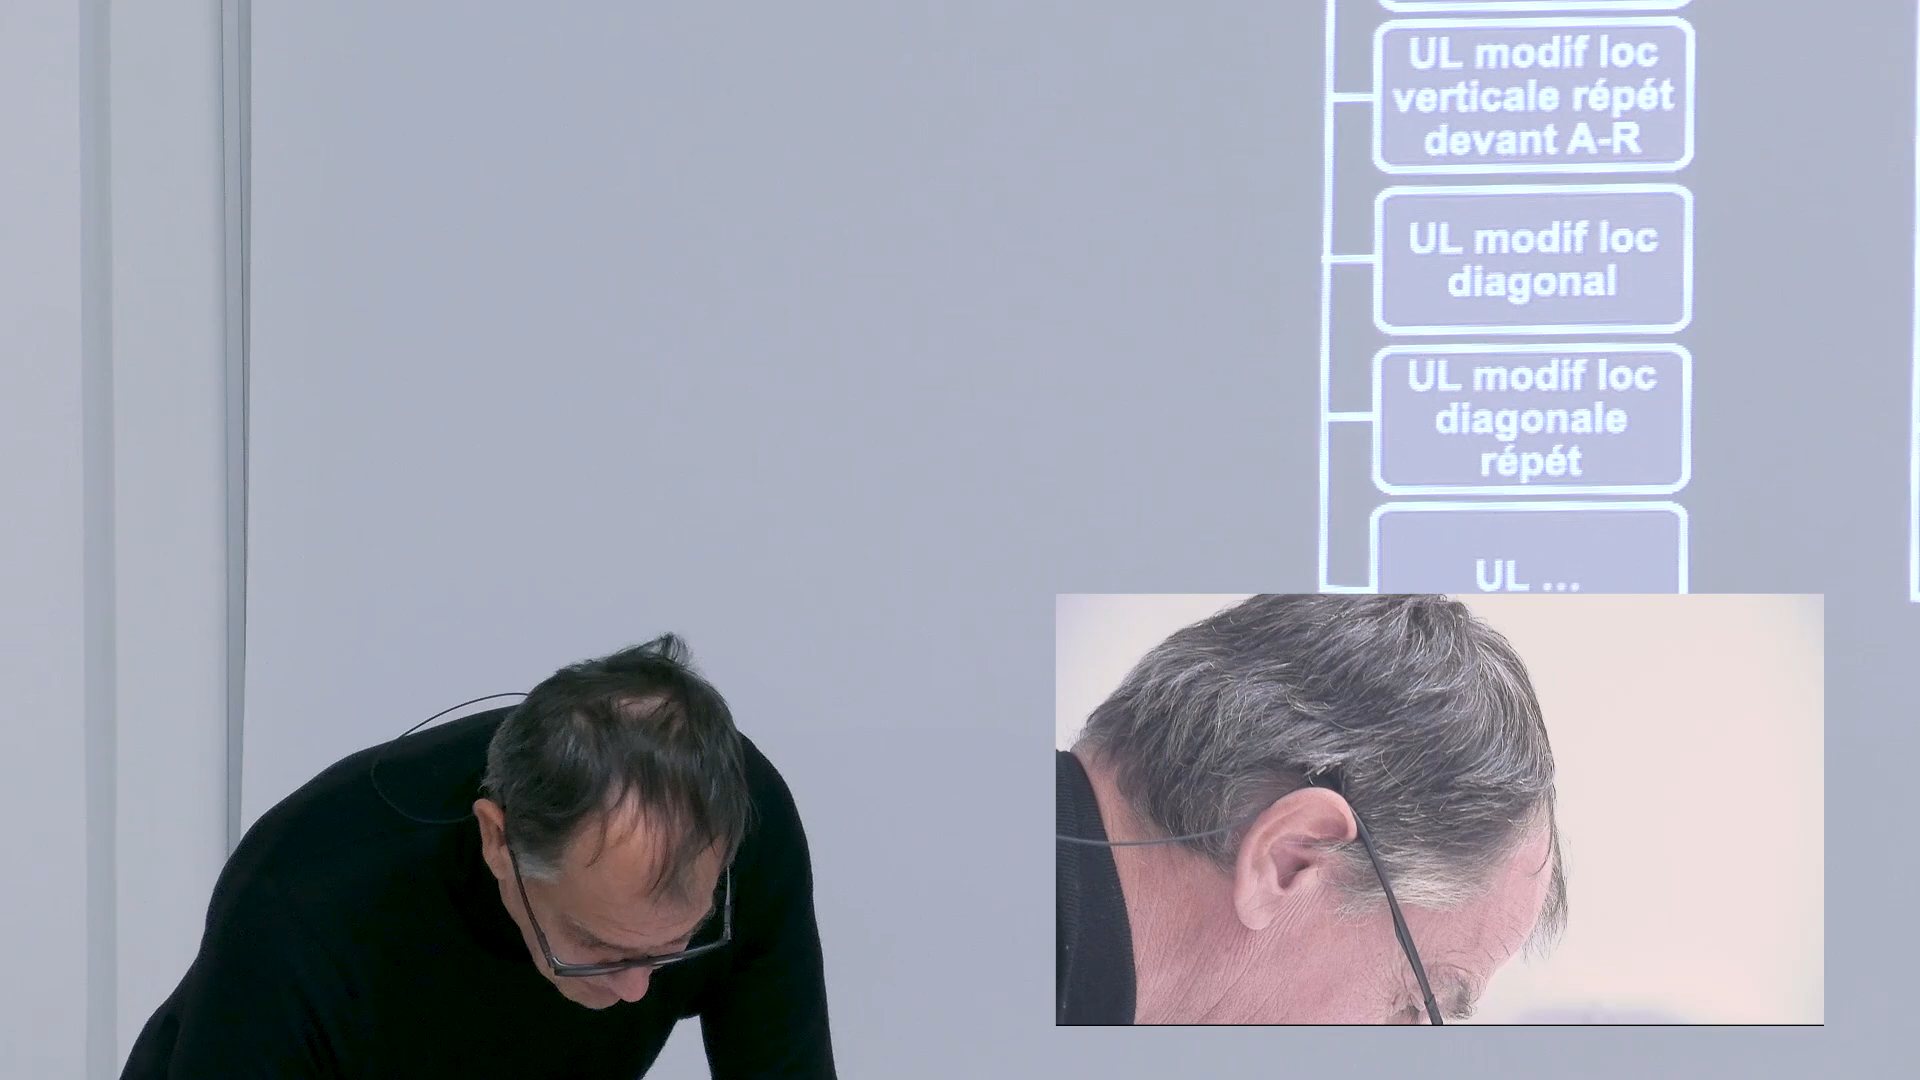 UL modif loc
verticale répét
devant A-R
UL modif loc
diagonal
UL modif loc
diagonale
répét
UL ...